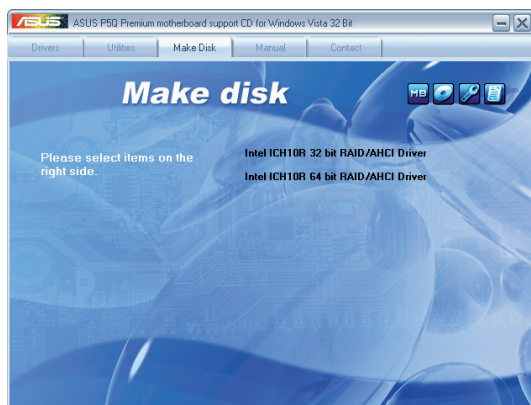 ASUS ASUS P5Q Premium motherboard support CD for Windows Vista 32 Bit
Drivers Utilities Make Disk Manual Contact
Make disk
MB
Please select items on the
right side.
Intel ICH10R 32 bit RAID/AHCI Driver
Intel ICH10R 64 bit RAID/AHCI Driver